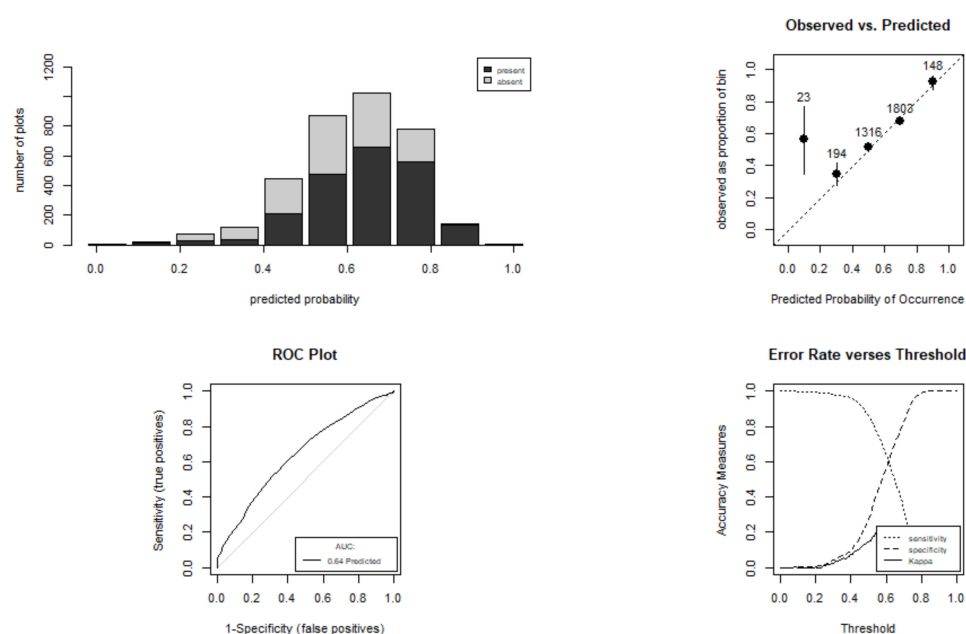 1200
800
600
400
200
0
number of plots
present
absent
0.0 0.2 0.4 0.6 0.8 1.0
predicted probability
Observed vs. Predicted
1.0
0.8
0.6
0.4
0.2
0.0
observed as proportion of bin
23
194
1316
1803
148
0.0 0.2 0.4 0.6 0.8 1.0
Predicted Probability of Occurrence
ROC Plot
1.0
0.8
0.6
0.4
0.2
0.0
Sensitivity (true positives)
AUC:
0.64 Predicted
0.0 0.2 0.4 0.6 0.8 1.0
1-Specificity (false positives)
Error Rate verses Threshold
1.0
0.8
0.6
0.4
0.2
0.0
Accuracy Measures
sensitivity
specificity
Kappa
0.0 0.2 0.4 0.6 0.8 1.0
Threshold